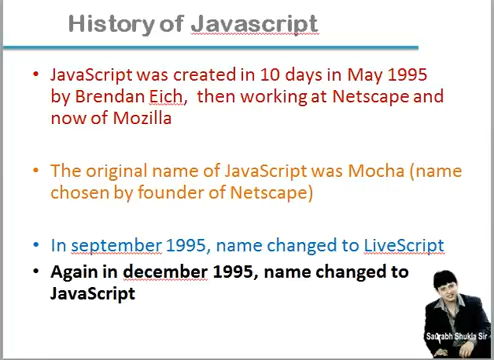 History of Javascript
• JavaScript was created in 10 days in May 1995
by Brendan Eich, then working at Netscape and
now of Mozilla
• The original name of JavaScript was Mocha (name
chosen by founder of Netscape)
• In september 1995, name changed to LiveScript
• Again in december 1995, name changed to
JavaScript
Saurabh Shukla Sir